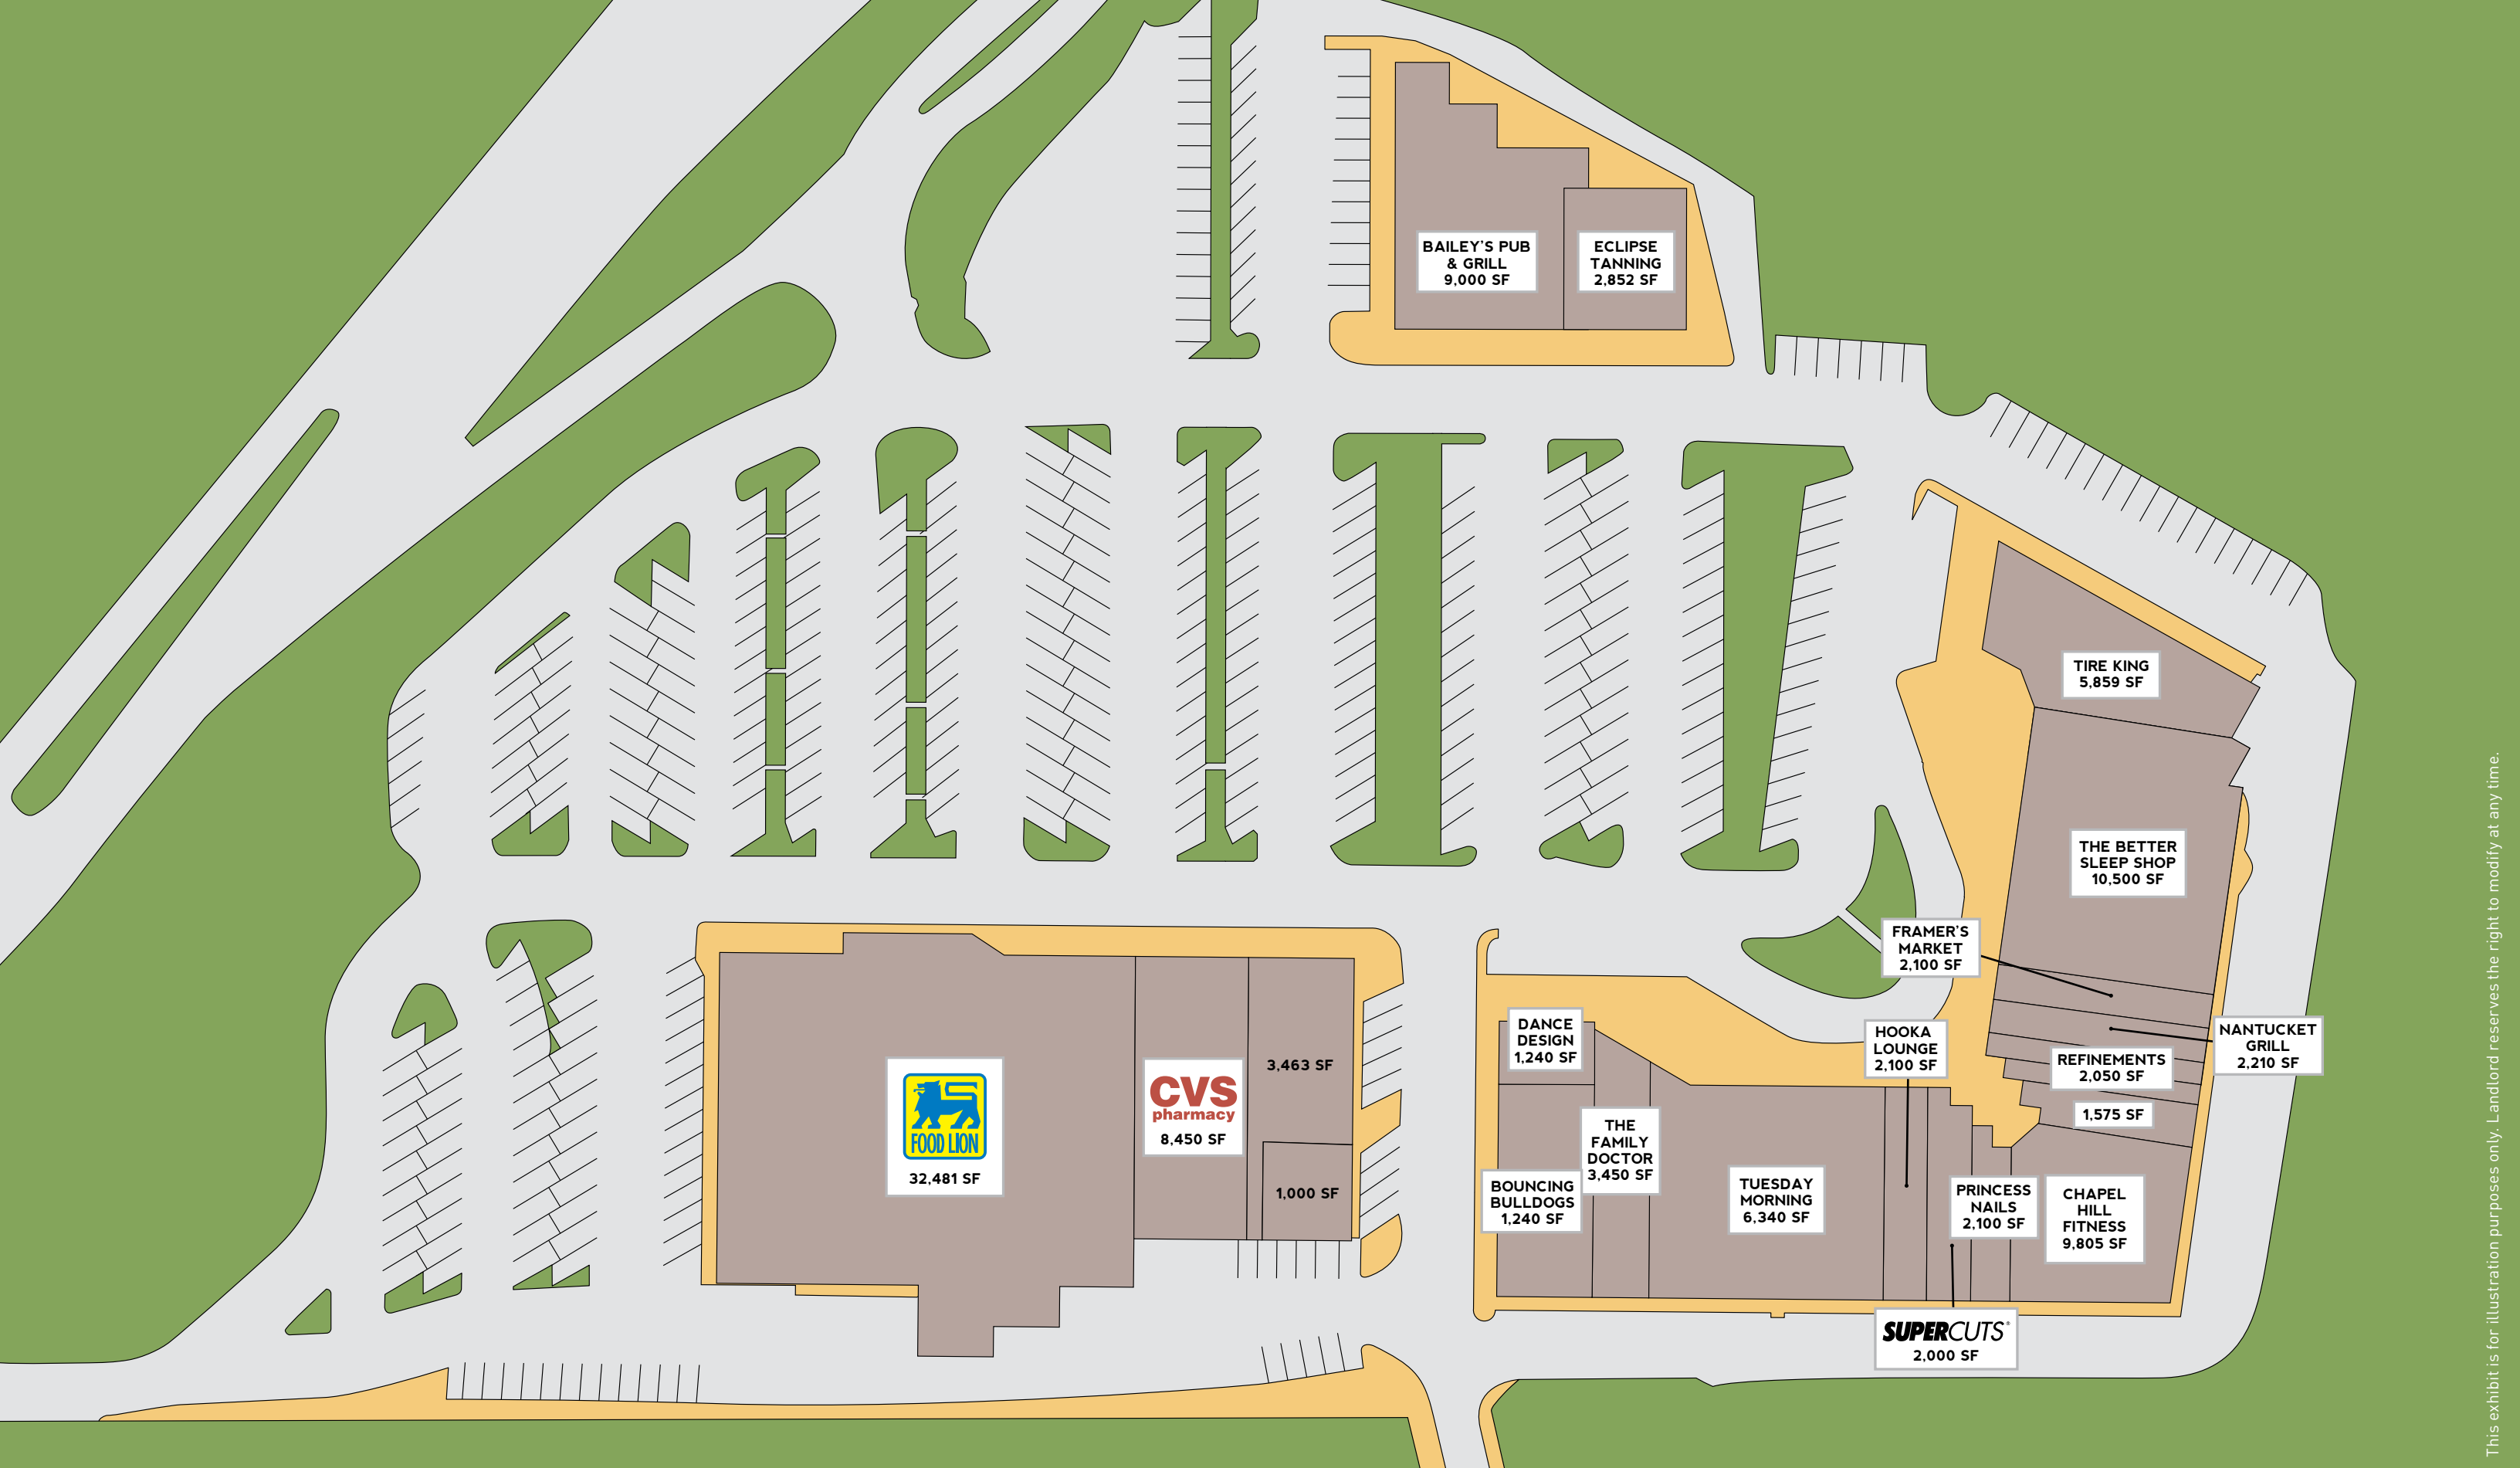 BAILEY'S PUB
& GRILL
9,000 SF
ECLIPSE
TANNING
2,852 SF
TIRE KING
5,859 SF
THE BETTER
SLEEP SHOP
10,500 SF
FRAMER'S
MARKET
2,100 SF
NANTUCKET
GRILL
2,210 SF
REFINEMENTS
2,050 SF
1,575 SF
HOOKA
LOUNGE
2,100 SF
DANCE
DESIGN
1,240 SF
THE
FAMILY
DOCTOR
3,450 SF
BOUNCING
BULLDOGS
1,240 SF
TUESDAY
MORNING
6,340 SF
PRINCESS
NAILS
2,100 SF
CHAPEL
HILL
FITNESS
9,805 SF
SUPERCUTS®
2,000 SF
FOOD LION
32,481 SF
CVS
pharmacy
8,450 SF
3,463 SF
1,000 SF
This exhibit is for illustration purposes only. Landlord reserves the right to modify at any time.